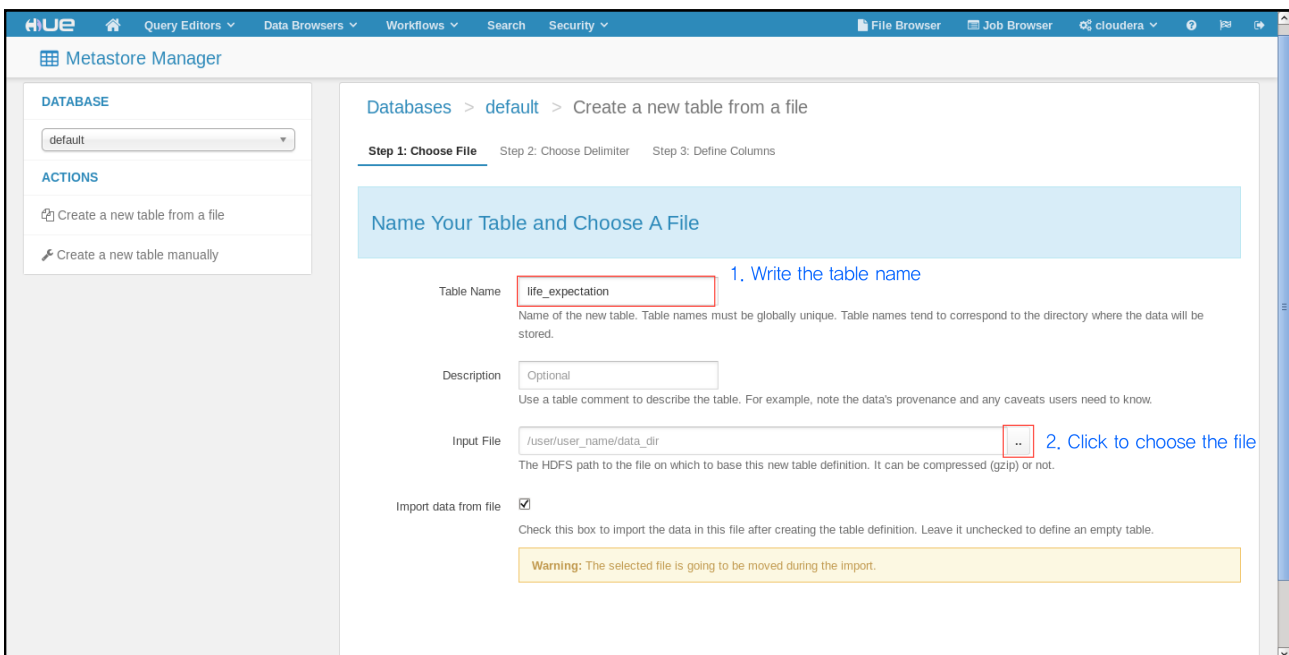 HUE Query Editors Data Browsers Workflows Search Security File Browser Job Browser cloudera
Metastore Manager
DATABASE
default
ACTIONS
Create a new table from a file
Create a new table manually
Databases > default > Create a new table from a file
Step 1: Choose File Step 2: Choose Delimiter Step 3: Define Columns
Name Your Table and Choose A File
1. Write the table name
Table Name life_expectation
Name of the new table. Table names must be globally unique. Table names tend to correspond to the directory where the data will be
stored.
Description Optional
Use a table comment to describe the table. For example, note the data's provenance and any caveats users need to know.
Input File /user/user_name/data_dir .. 2. Click to choose the file
The HDFS path to the file on which to base this new table definition. It can be compressed (gzip) or not.
Import data from file
Check this box to import the data in this file after creating the table definition. Leave it unchecked to define an empty table.
Warning: The selected file is going to be moved during the import.